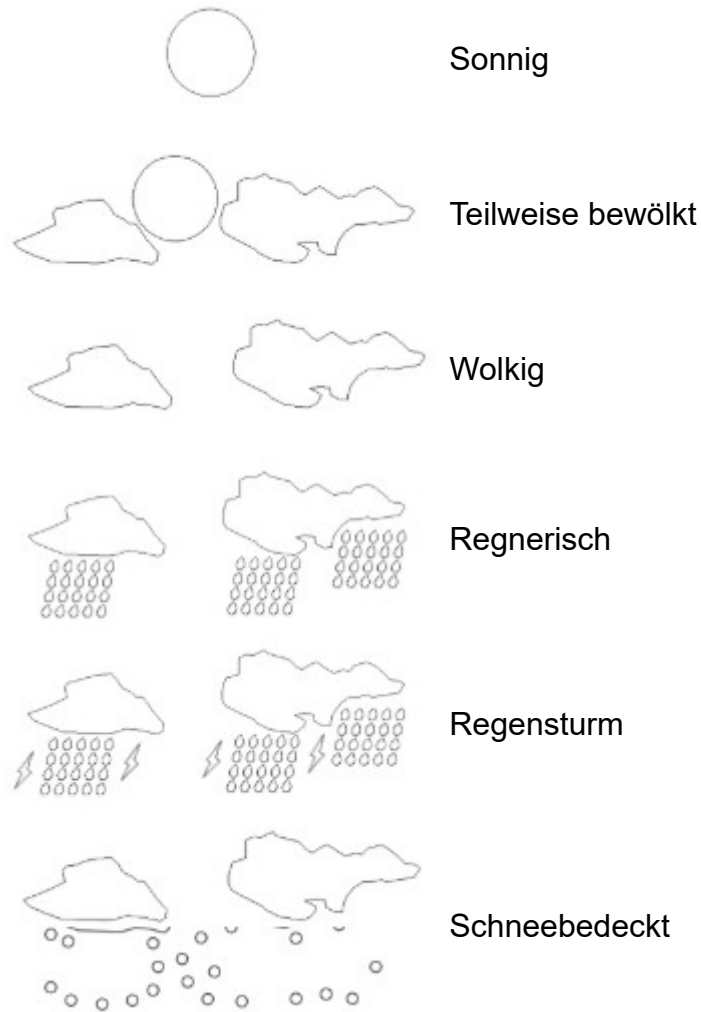 Sonnig
Teilweise bewölkt
Wolkig
Regnerisch
Regensturm
Schneebedeckt